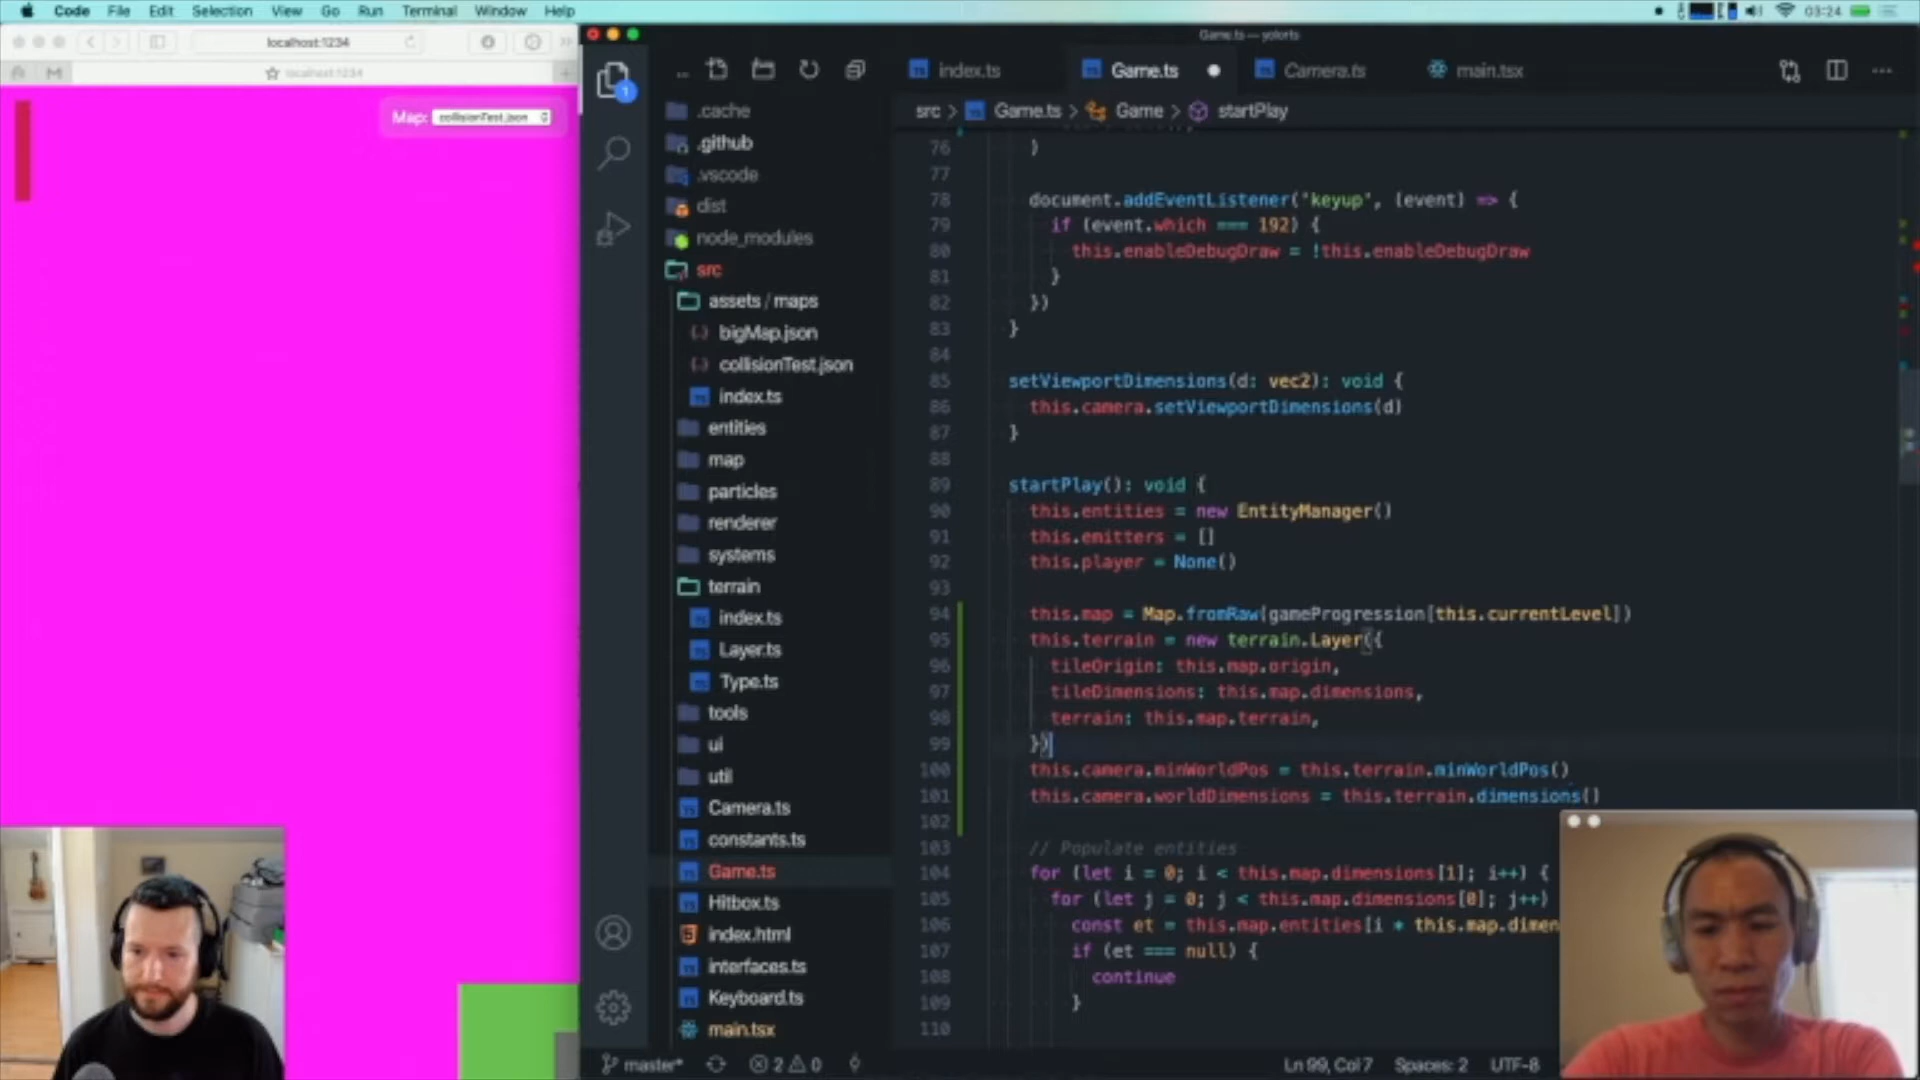 Code File Edit Selection View Go Run Terminal Window Help
03:24
Game.ts — yolorts
localhost:1234
localhost:1234
Map: collisionTest.json
index.ts
Game.ts
Camera.ts
main.tsx
src > Game.ts > Game > startPlay
1
.cache
.github
.vscode
dist
node_modules
src
assets / maps
bigMap.json
collisionTest.json
index.ts
entities
map
particles
renderer
systems
terrain
index.ts
Layer.ts
Type.ts
tools
ui
util
Camera.ts
constants.ts
Game.ts
Hitbox.ts
index.html
interfaces.ts
Keyboard.ts
main.tsx
76 )
77
78 document.addEventListener('keyup', (event) => {
79 if (event.which === 192) {
80 this.enableDebugDraw = !this.enableDebugDraw
81 }
82 })
83 }
84
85 setViewportDimensions(d: vec2): void {
86 this.camera.setViewportDimensions(d)
87 }
88
89 startPlay(): void {
90 this.entities = new EntityManager()
91 this.emitters = []
92 this.player = None()
93
94 this.map = Map.fromRaw(gameProgression[this.currentLevel])
95 this.terrain = new terrain.Layer({
96 tileOrigin: this.map.origin,
97 tileDimensions: this.map.dimensions,
98 terrain: this.map.terrain,
99 })
100 this.camera.minWorldPos = this.terrain.minWorldPos()
101 this.camera.worldDimensions = this.terrain.dimensions()
102
103 // Populate entities
104 for (let i = 0; i < this.map.dimensions[1]; i++) {
105 for (let j = 0; j < this.map.dimensions[0]; j++)
106 const et = this.map.entities[i * this.map.dimen
107 if (et === null) {
108 continue
109 }
110
master* 2 0 Ln 99, Col 7 Spaces: 2 UTF-8